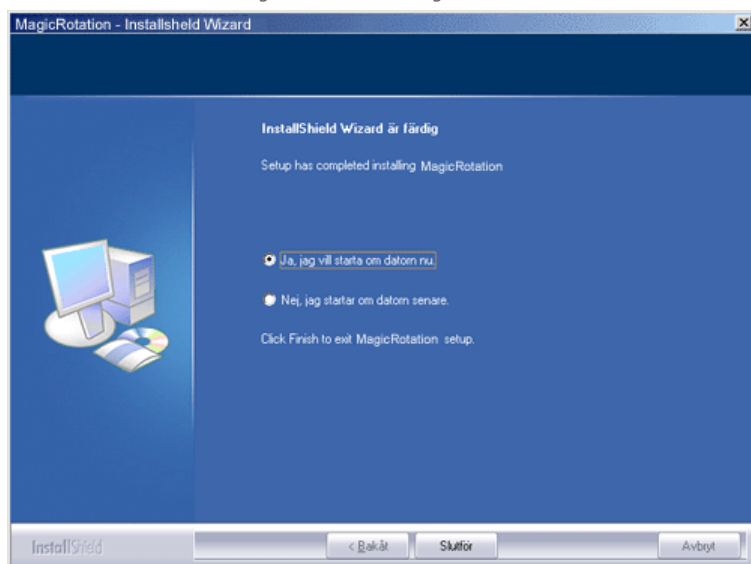 MagicRotation - Installsheld Wizard
InstallShield Wizard är färdig
Setup has completed installing MagicRotation
Ja, jag vill starta om datorn nu.
Nej, jag startar om datorn senare.
Click Finish to exit MagicRotation setup.
InstallShield
< Bakåt
Slutför
Avbryt